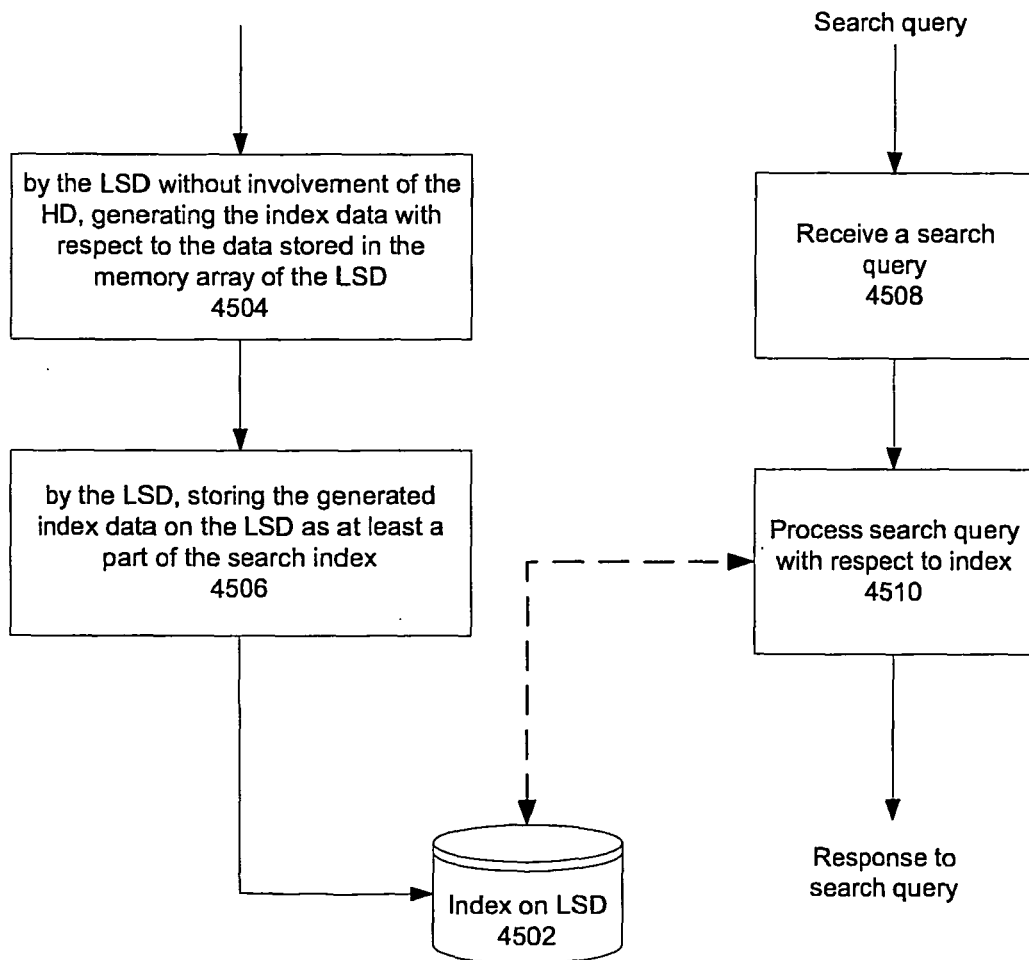 by the LSD without involvement of the
HD, generating the index data with
respect to the data stored in the
memory array of the LSD
4504
by the LSD, storing the generated
index data on the LSD as at least a
part of the search index
4506
Index on LSD
4502
Search query
Receive a search
query
4508
Process search query
with respect to index
4510
Response to
search query